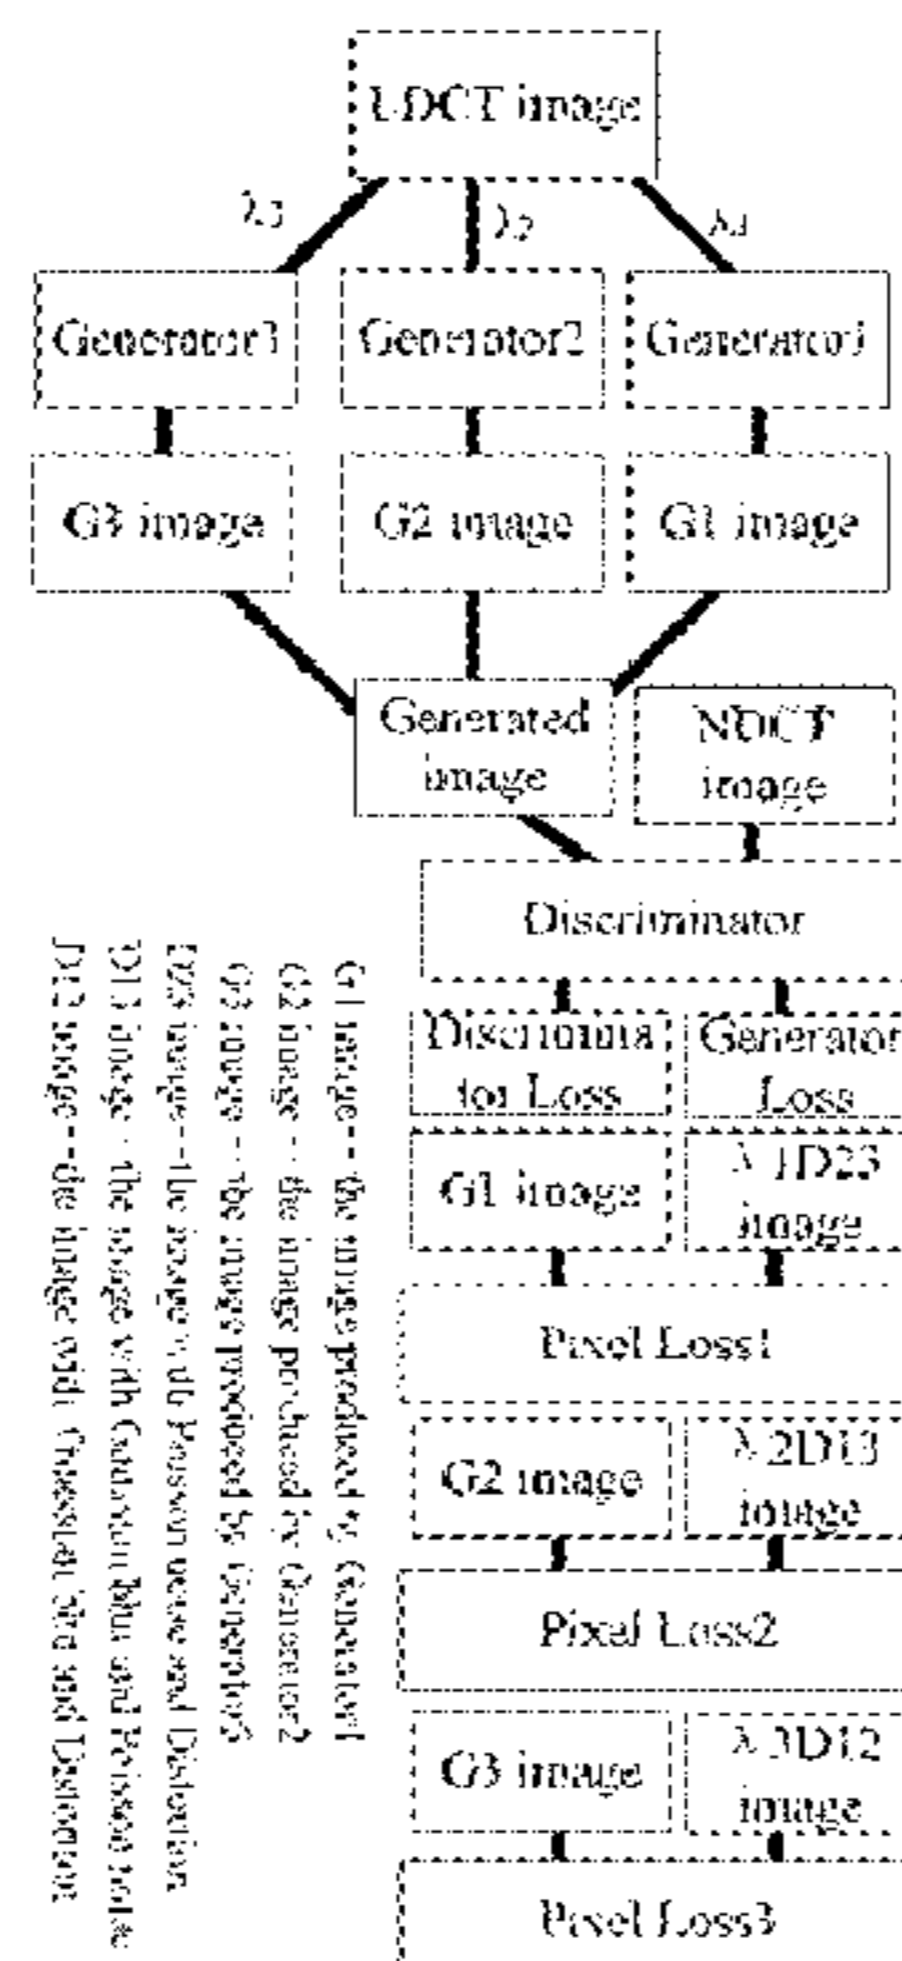 LDCT image
λ3
λ2
λ1
Generator3
Generator2
Generator1
G3 image
G2 image
G1 image
Generated
image
NDCT
image
Discriminator
Discrimina
tor Loss
Generator
Loss
G1 image
λ1D23
image
Pixel Loss1
G2 image
λ2D13
image
Pixel Loss2
G3 image
λ3D12
image
Pixel Loss3
G1 image--the image produced by Generator1
G2 image--the image produced by Generator2
G3 image--the image produced by Generator3
D23 image--the image with Poisson noise and Distortion
D13 image--the image with Gaussian blur and Poisson noise
D12 image--the image with Gaussian blur and Distortion